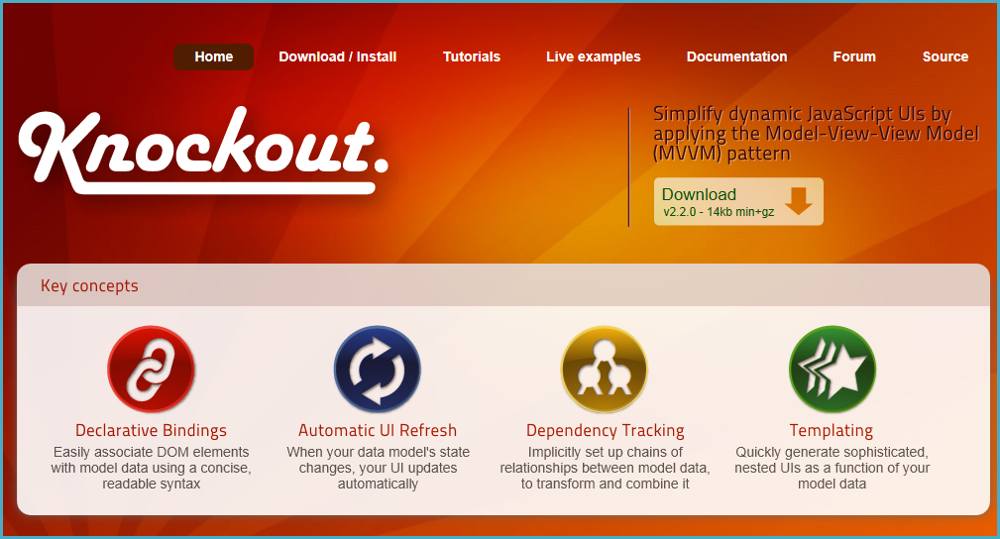 Home Download / Install Tutorials Live examples Documentation Forum Source
Knockout.
Simplify dynamic JavaScript UIs by
applying the Model-View-View Model
(MVVM) pattern
Download
v2.2.0 - 14kb min+gz
Key concepts
Declarative Bindings
Easily associate DOM elements
with model data using a concise,
readable syntax
Automatic UI Refresh
When your data model's state
changes, your UI updates
automatically
Dependency Tracking
Implicitly set up chains of
relationships between model data,
to transform and combine it
Templating
Quickly generate sophisticated,
nested UIs as a function of your
model data